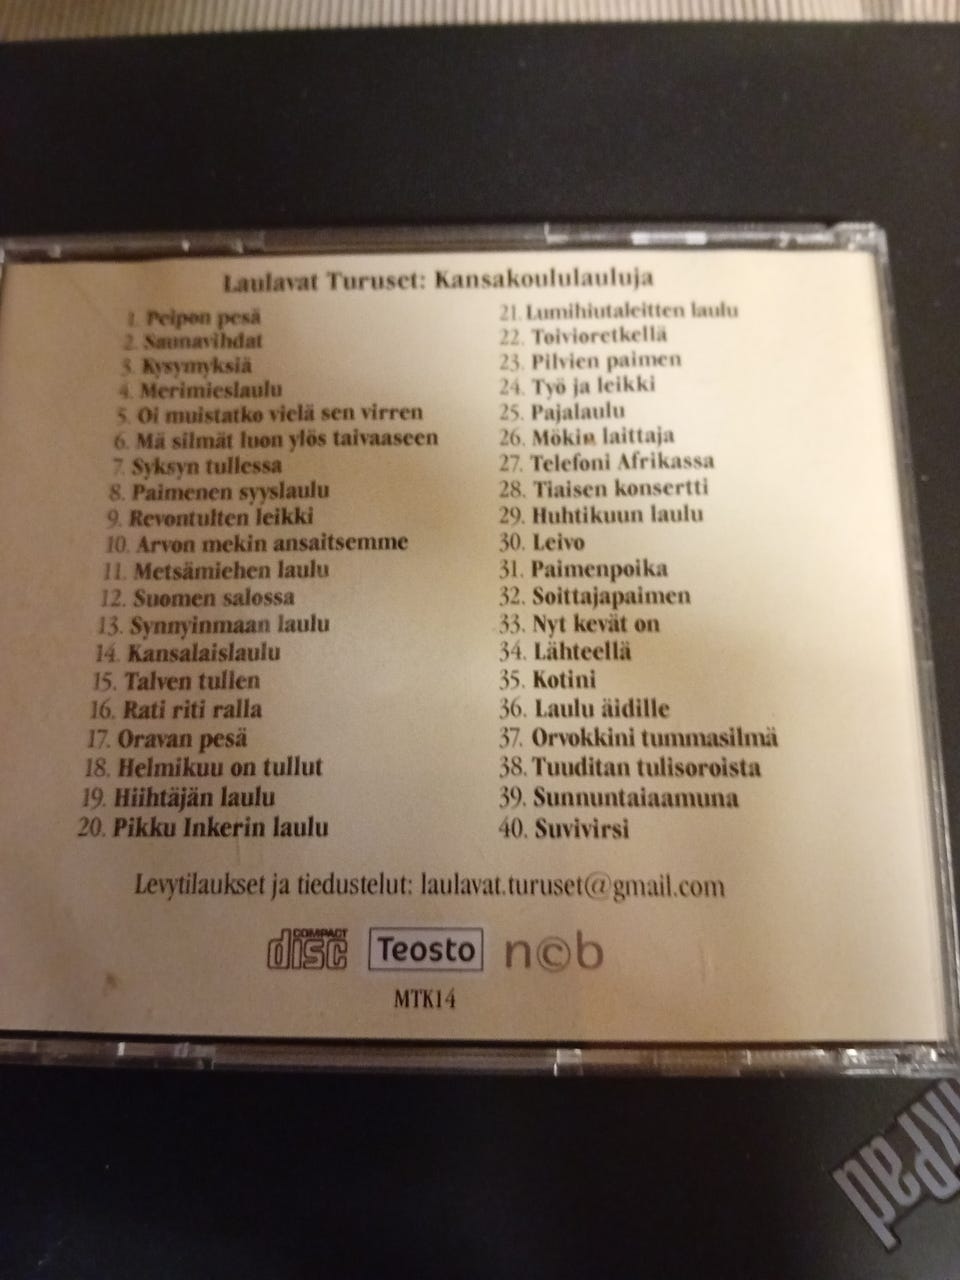 Laulavat Turuset: Kansakoululauluja
1. Peipon pesä
2. Saunavihdat
3. Kysymyksiä
4. Merimieslaulu
5. Oi muistatko vielä sen virren
6. Mä silmät luon ylös taivaaseen
7. Syksyn tullessa
8. Paimenen syyslaulu
9. Revontulten leikki
10. Arvon mekin ansaitsemme
11. Metsämiehen laulu
12. Suomen salossa
13. Synnyinmaan laulu
14. Kansalaislaulu
15. Talven tullen
16. Rati riti ralla
17. Oravan pesä
18. Helmikuu on tullut
19. Hiihtäjän laulu
20. Pikku Inkerin laulu
21. Lumihiutaleitten laulu
22. Toivioretkellä
23. Pilvien paimen
24. Työ ja leikki
25. Pajalaulu
26. Mökin laittaja
27. Telefoni Afrikassa
28. Tiaisen konsertti
29. Huhtikuun laulu
30. Leivo
31. Paimenpoika
32. Soittajapaimen
33. Nyt kevät on
34. Lähteellä
35. Kotini
36. Laulu äidille
37. Orvokkini tummasilmä
38. Tuuditan tulisoroista
39. Sunnuntaiaamuna
40. Suvivirsi
Levytilaukset ja tiedustelut: laulavat.turuset@gmail.com
COMPACT disc Teosto n©b
MTK14